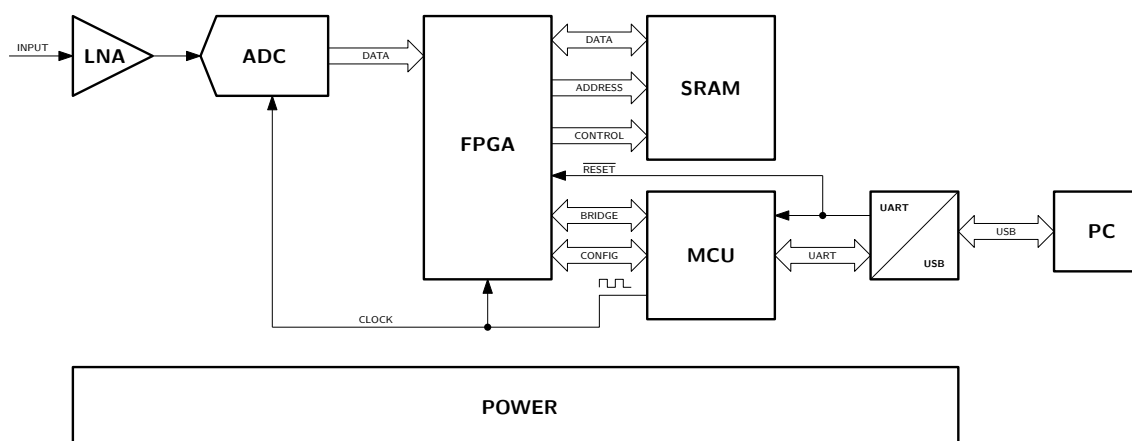 INPUT
LNA
ADC
DATA
FPGA
DATA
ADDRESS
CONTROL
SRAM
RESET
BRIDGE
CONFIG
MCU
UART
UART
USB
USB
PC
CLOCK
POWER